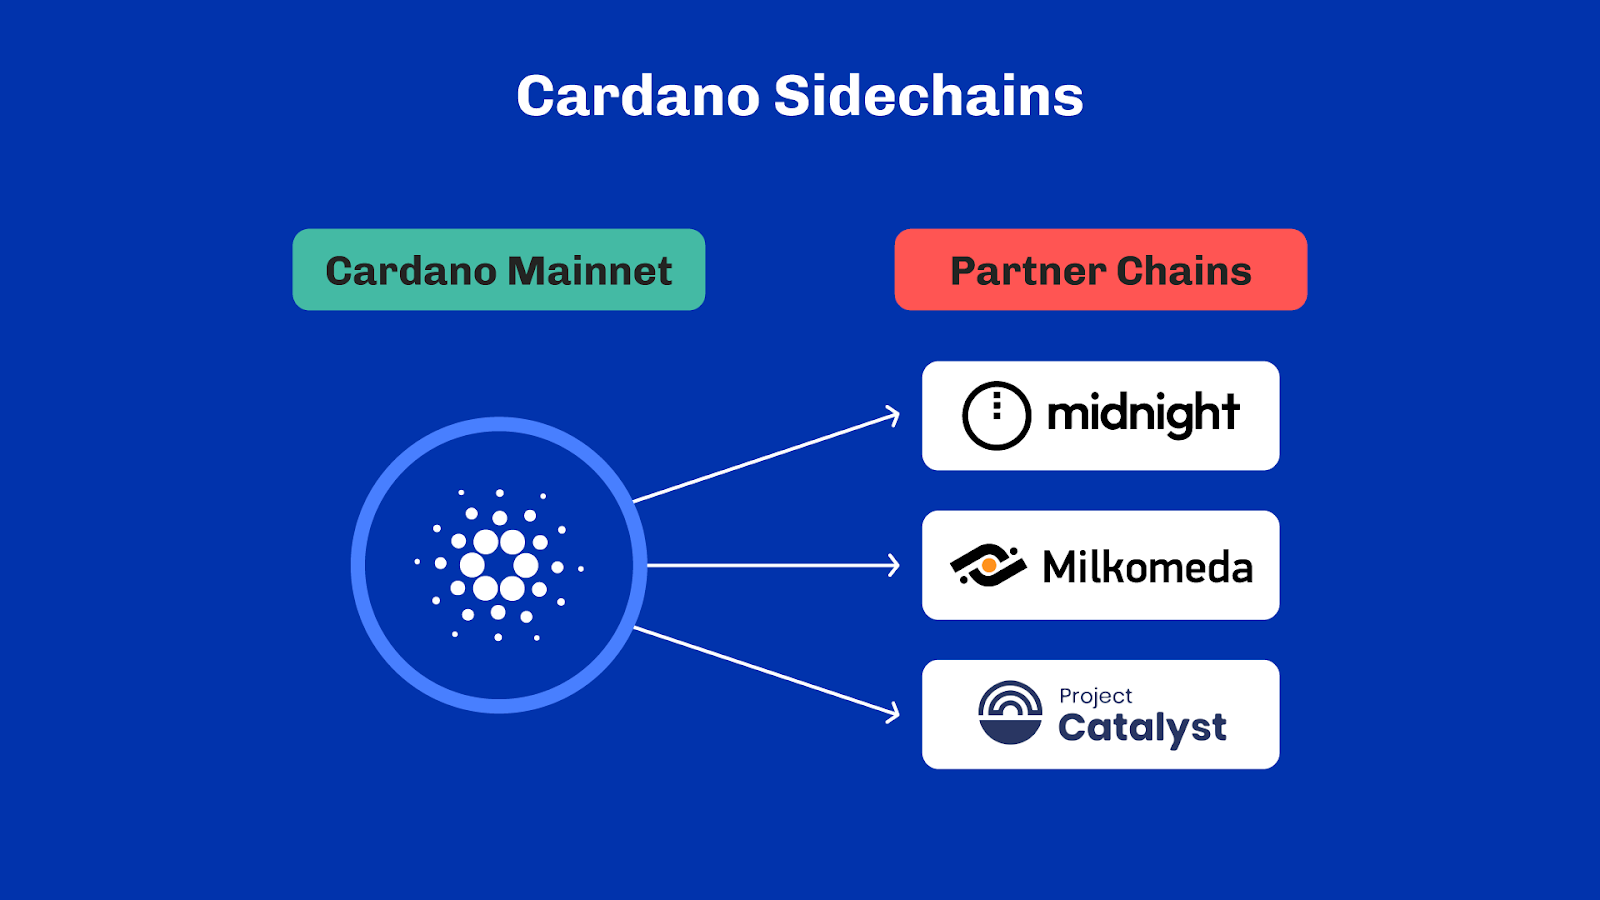 Cardano Sidechains
Cardano Mainnet
Partner Chains
midnight
Milkomeda
Project
Catalyst